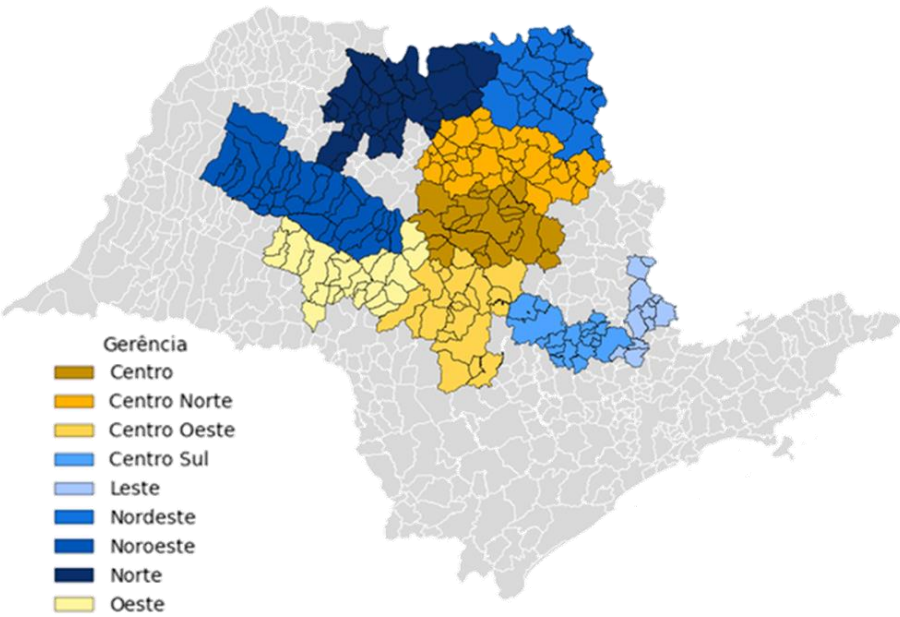 Gerência
Centro
Centro Norte
Centro Oeste
Centro Sul
Leste
Nordeste
Noroeste
Norte
Oeste